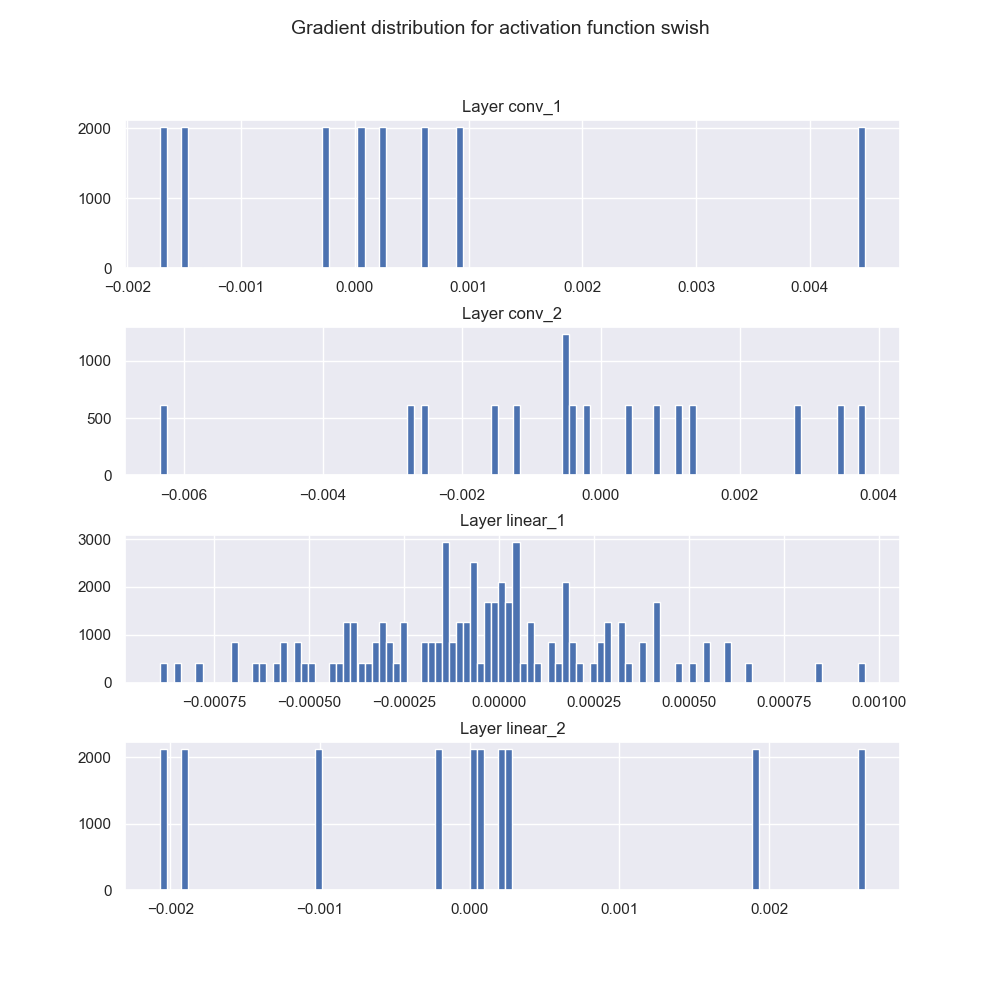 Gradient distribution for activation function swish
Layer conv_1
2000
1000
0
−0.002 −0.001 0.000 0.001 0.002 0.003 0.004
Layer conv_2
1000
500
0
−0.006 −0.004 −0.002 0.000 0.002 0.004
Layer linear_1
3000
2000
1000
0
−0.00075 −0.00050 −0.00025 0.00000 0.00025 0.00050 0.00075 0.00100
Layer linear_2
2000
1000
0
−0.002 −0.001 0.000 0.001 0.002